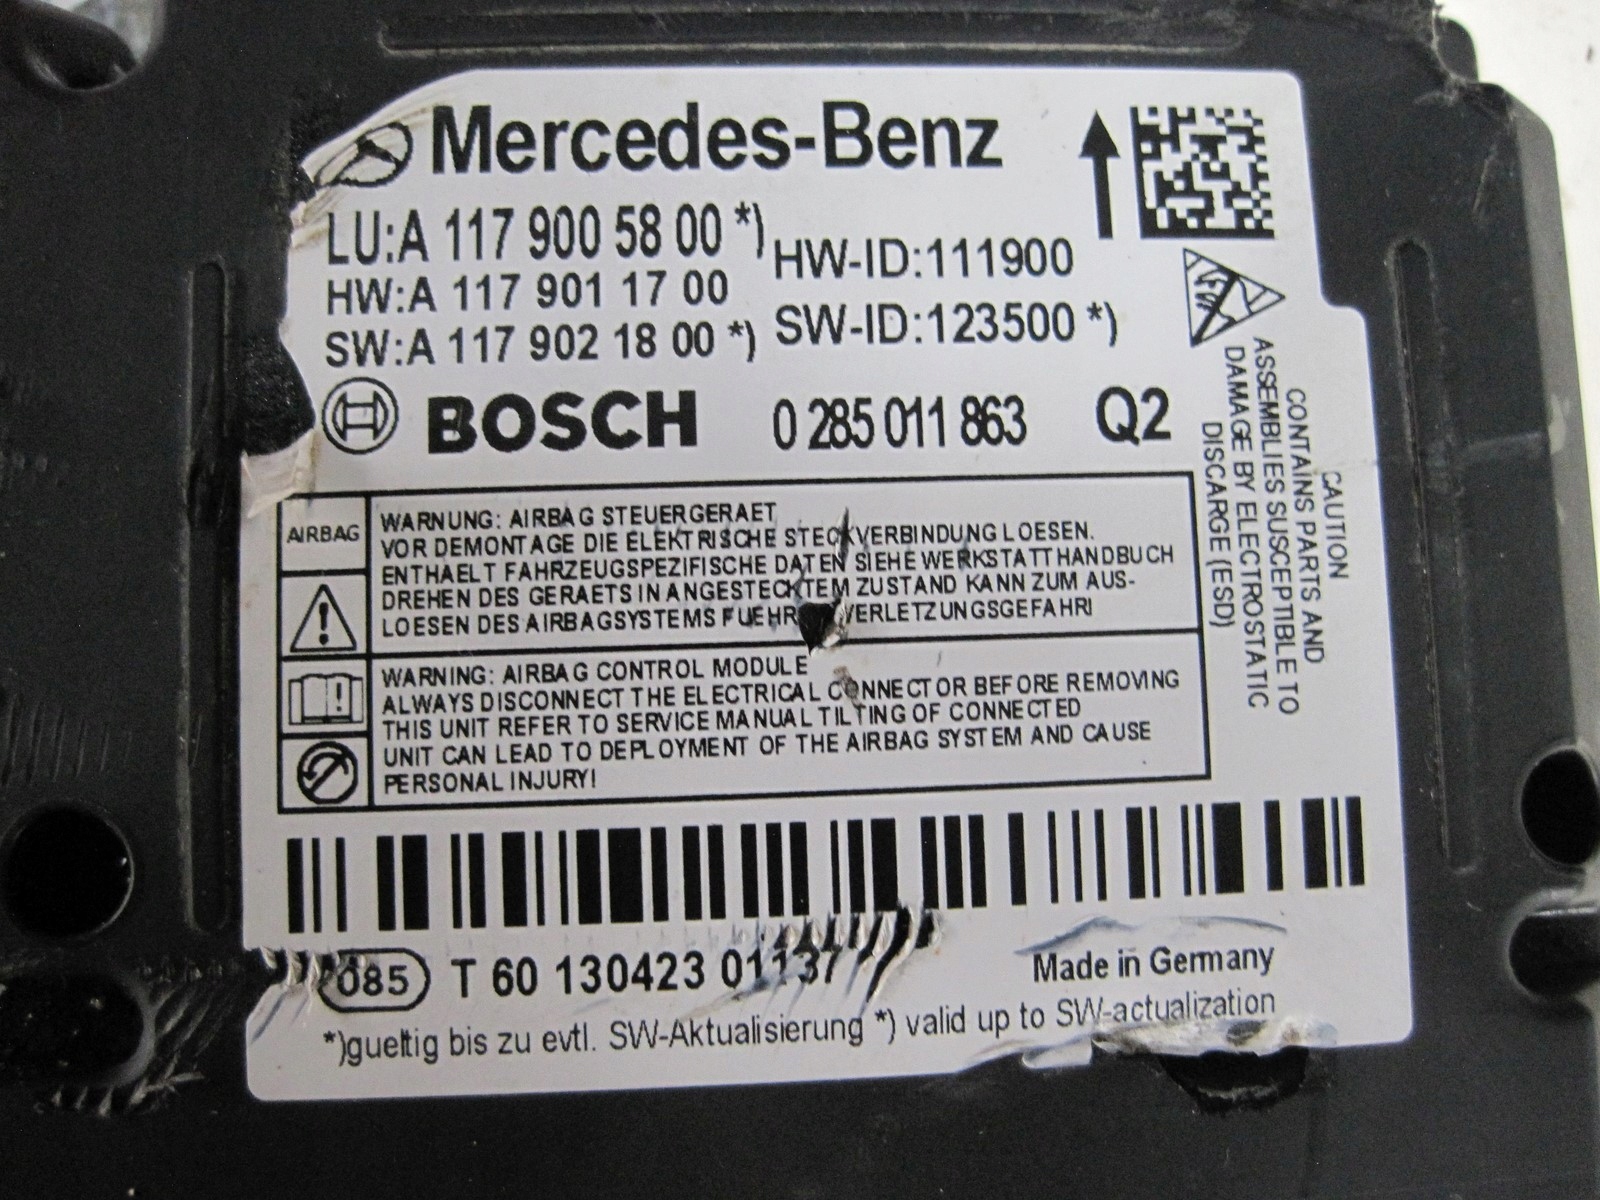 Mercedes-Benz
LU:A 117 900 58 00 *)
HW:A 117 901 17 00
SW:A 117 902 18 00 *)
HW-ID:111900
SW-ID:123500 *)
BOSCH 0 285 011 863 Q2
AIRBAG
WARNUNG: AIRBAG STEUERGERAET
VOR DEMONTAGE DIE ELEKTRISCHE STECKVERBINDUNG LOESEN.
ENTHAELT FAHRZEUGSPEZIFISCHE DATEN SIEHE WERKSTATTHANDBUCH
DREHEN DES GERAETS IN ANGESTECKTEM ZUSTAND KANN ZUM AUS-
LOESEN DES AIRBAGSYSTEMS FUEHR VERLETZUNGSGEFAHR!
WARNING: AIRBAG CONTROL MODULE
ALWAYS DISCONNECT THE ELECTRICAL CONNECTOR BEFORE REMOVING
THIS UNIT REFER TO SERVICE MANUAL TILTING OF CONNECTED
UNIT CAN LEAD TO DEPLOYMENT OF THE AIRBAG SYSTEM AND CAUSE
PERSONAL INJURY!
CAUTION
CONTAINS PARTS AND
ASSEMBLIES SUSCEPTIBLE TO
DAMAGE BY ELECTROSTATIC
DISCARGE (ESD)
085 T 60 130423 01137
Made in Germany
*)gueltig bis zu evtl. SW-Aktualisierung *) valid up to SW-actualization